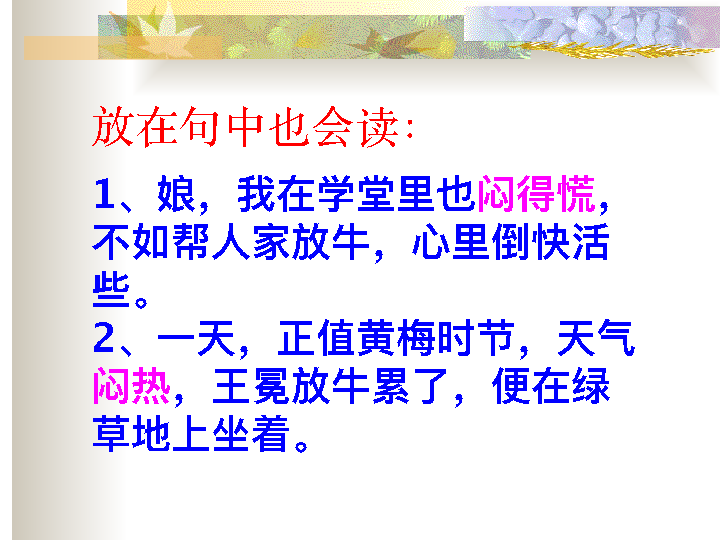 放在句中也会读：
1、娘，我在学堂里也闷得慌，
不如帮人家放牛，心里倒快活
些。
2、一天，正值黄梅时节，天气
闷热，王冕放牛累了，便在绿
草地上坐着。